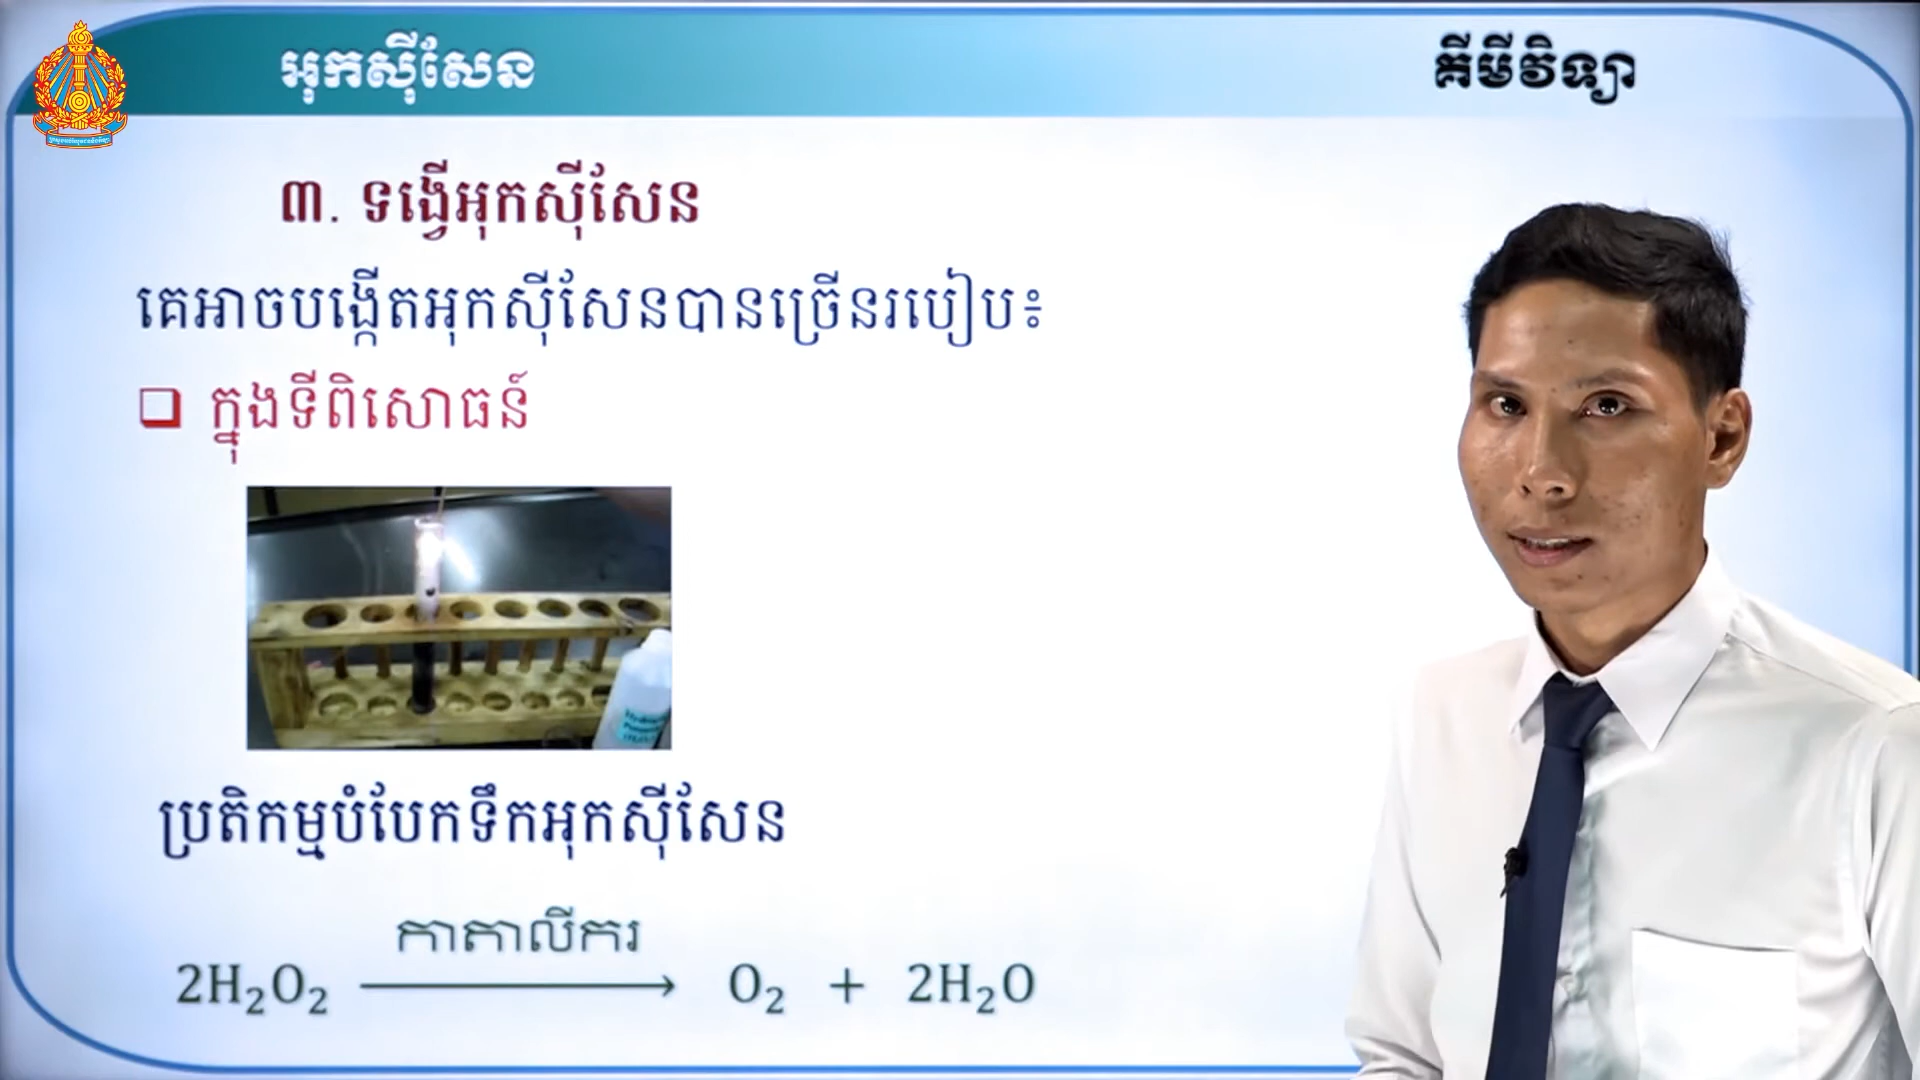 អុកស៊ីសែន
គីមីវិទ្យា
៣. ទង្វើអុកស៊ីសែន
គេអាចបង្កើតអុកស៊ីសែនបានច្រើនរបៀប៖
ក្នុងទីពិសោធន៍
ប្រតិកម្មបំបែកទឹកអុកស៊ីសែន
កាតាលីករ
2H₂O₂ ⟶ O₂ + 2H₂O